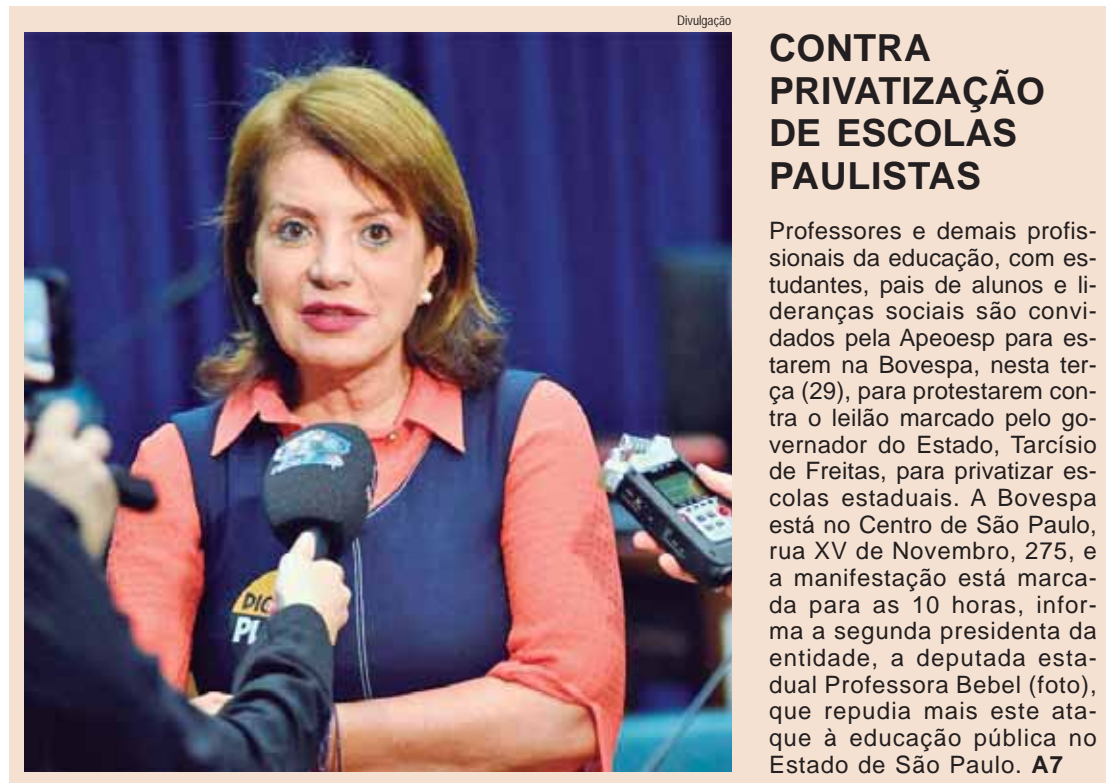 Divulgação
CONTRA
PRIVATIZAÇÃO
DE ESCOLAS
PAULISTAS
Professores e demais profis-
sionais da educação, com es-
tudantes, pais de alunos e li-
deranças sociais são convi-
dados pela Apeoesp para es-
tarem na Bovespa, nesta ter-
ça (29), para protestarem con-
tra o leilão marcado pelo go-
vernador do Estado, Tarcísio
de Freitas, para privatizar es-
colas estaduais. A Bovespa
está no Centro de São Paulo,
rua XV de Novembro, 275, e
a manifestação está marca-
da para as 10 horas, infor-
ma a segunda presidenta da
entidade, a deputada esta-
dual Professora Bebel (foto),
que repudia mais este ata-
que à educação pública no
Estado de São Paulo. A7